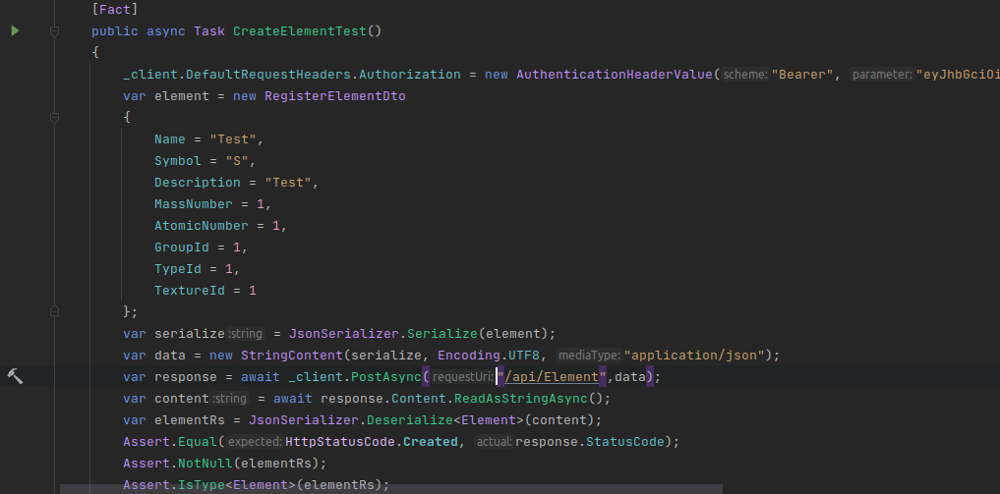 [Fact]
public async Task CreateElementTest()
{
_client.DefaultRequestHeaders.Authorization = new AuthenticationHeaderValue( scheme: "Bearer", parameter: "eyJhbGciOi
var element = new RegisterElementDto
{
Name = "Test",
Symbol = "S",
Description = "Test",
MassNumber = 1,
AtomicNumber = 1,
GroupId = 1,
TypeId = 1,
TextureId = 1
};
var serialize :string = JsonSerializer.Serialize(element);
var data = new StringContent(serialize, Encoding.UTF8, mediaType: "application/json");
var response = await _client.PostAsync( requestUri: "/api/Element",data);
var content :string = await response.Content.ReadAsStringAsync();
var elementRs = JsonSerializer.Deserialize<Element>(content);
Assert.Equal( expected: HttpStatusCode.Created, actual: response.StatusCode);
Assert.NotNull(elementRs);
Assert.IsType<Element>(elementRs);